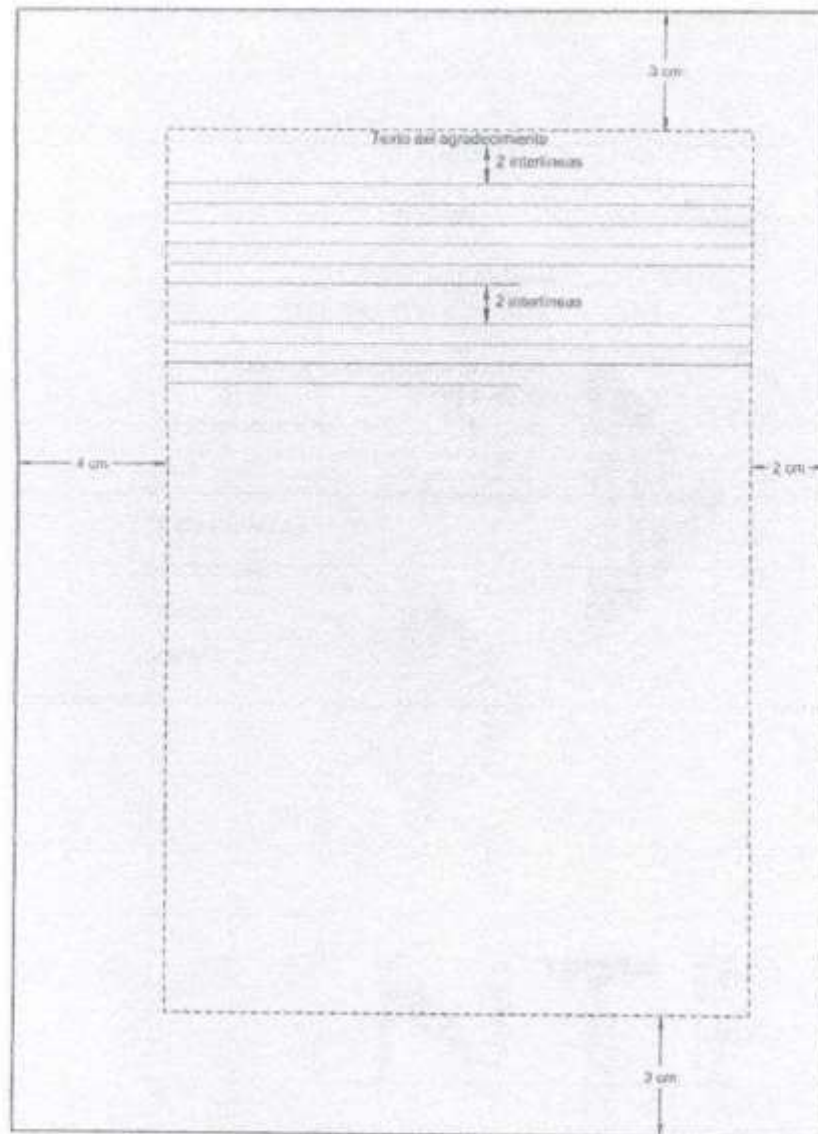 3 cm
Texto del agradecimiento
2 interlíneas
2 interlíneas
4 cm
2 cm
3 cm